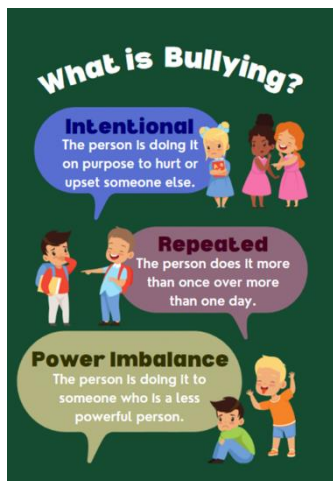 What is Bullying?
Intentional
The person is doing it
on purpose to hurt or
upset someone else.
Repeated
The person does it more
than once over more
than one day.
Power Imbalance
The person is doing it to
someone who is a less
powerful person.